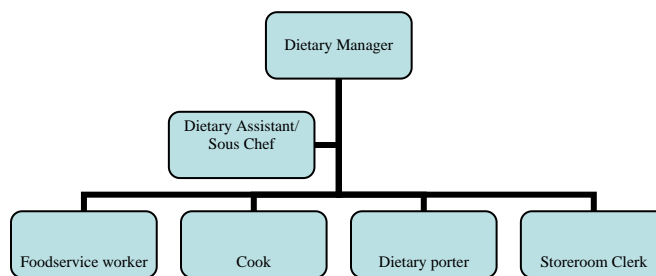 Dietary Manager
Dietary Assistant/
Sous Chef
Foodservice worker
Cook
Dietary porter
Storeroom Clerk